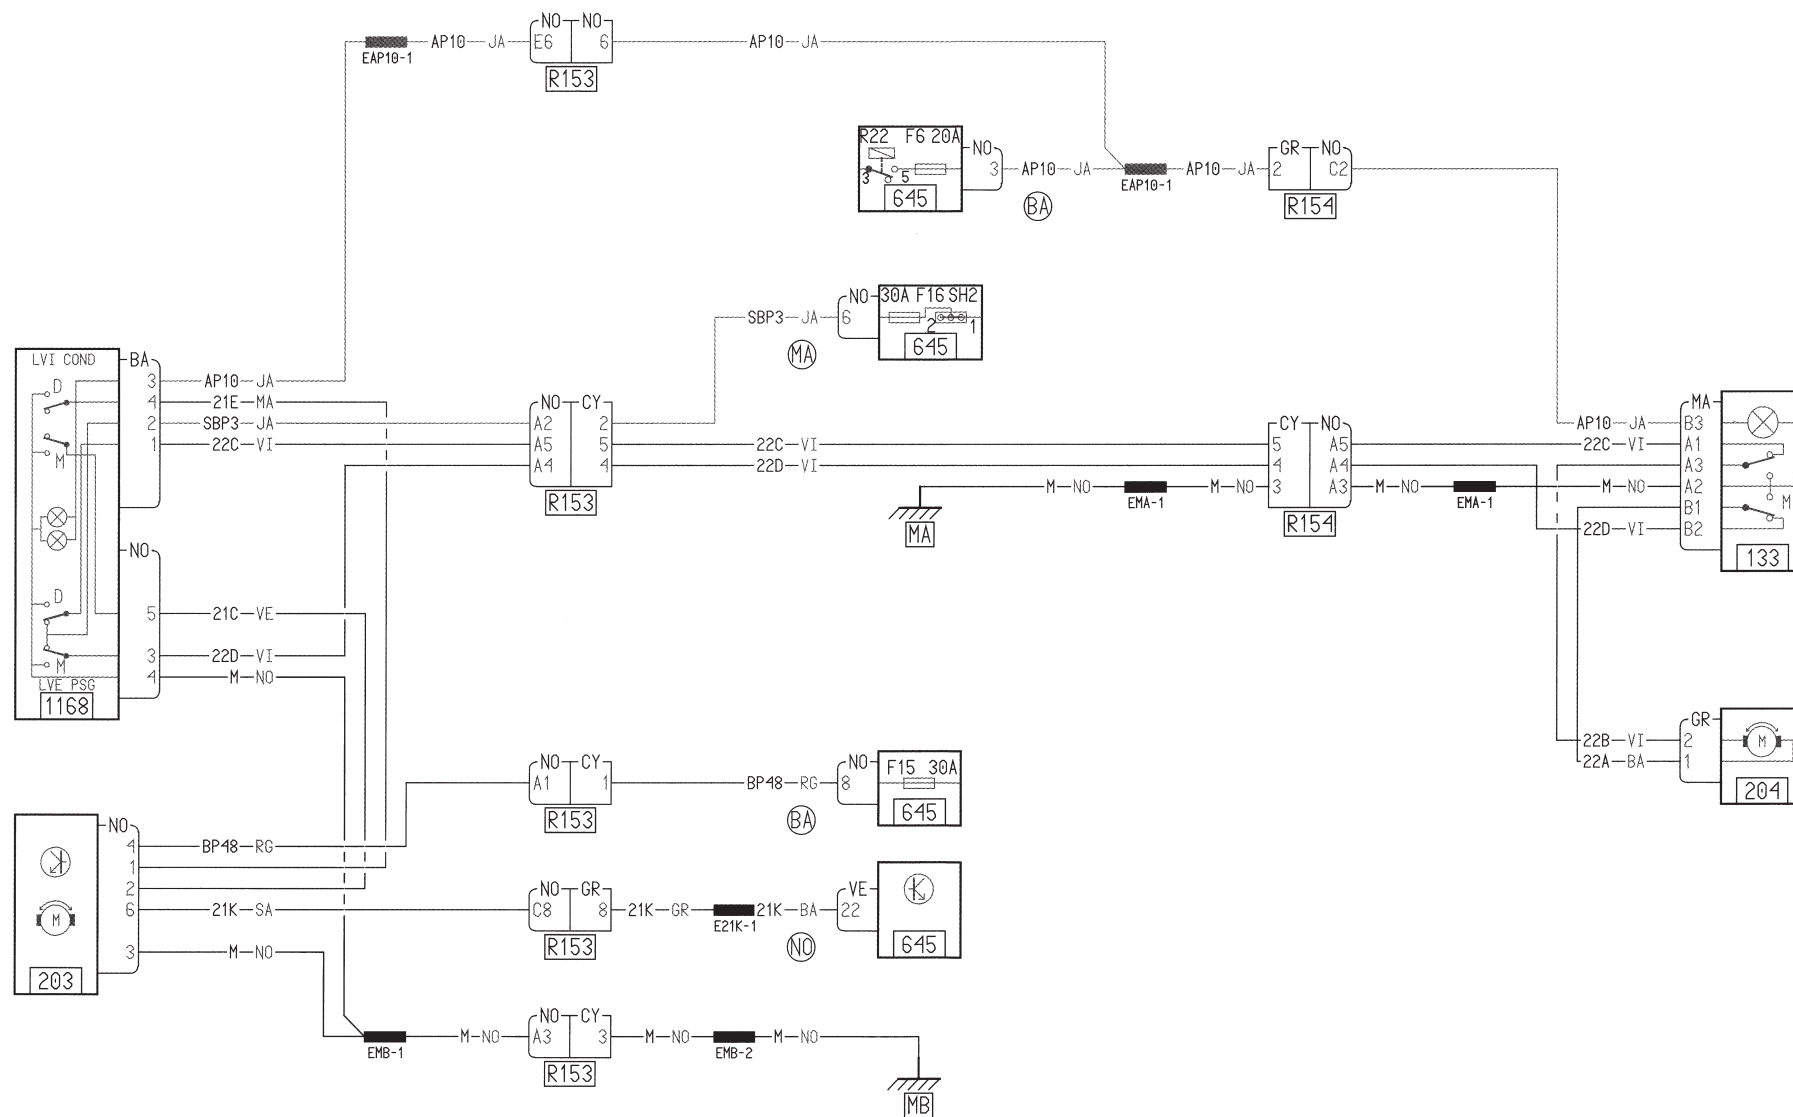 NO NO
AP10 JA E6 6 AP10 JA
EAP10-1
R153
R22 F6 20A NO GR NO
3 5 3 AP10 JA AP10 JA 2 C2
645 EAP10-1
BA R154
NO 30A F16 SH2
SBP3 JA 6 2 1
MA 645
LVI COND BA
D 3 AP10 JA
4 21E MA NO CY MA
2 SBP3 JA A2 2 CY NO AP10 JA B3
1 22C VI A5 5 22C VI 5 A5 22C VI A1
M A4 4 22D VI 4 A4 A3
R153 M NO M NO 3 A3 M NO M NO A2
EMA-1 EMA-1
MA R154 B1 M
22D VI B2
NO 133
D
5 21C VE
3 22D VI
M
4 M NO
LVE PSG
1168
GR
22B VI 2 M
22A BA 1
204
NO CY NO F15 30A
A1 1 BP48 RG 8
R153 BA 645
NO
4 BP48 RG
1
2
6 21K SA
M
3 M NO
203
NO GR VE
C8 8 21K GR 21K BA 22
E21K-1
R153 NO 645
NO CY
M NO A3 3 M NO M NO
EMB-1 EMB-2
R153
MB